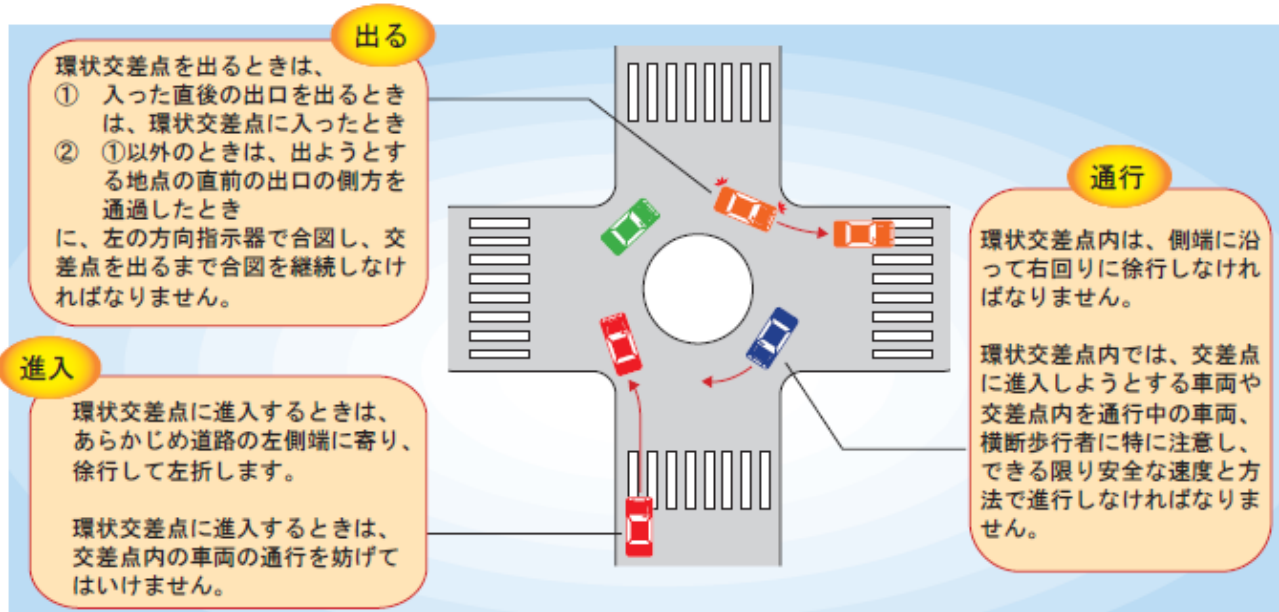 出る
環状交差点を出るときは、
① 入った直後の出口を出るとき
は、環状交差点に入ったとき
② ①以外のときは、出ようとす
る地点の直前の出口の側方を
通過したとき
に、左の方向指示器で合図し、交
差点を出るまで合図を継続しなけ
ればなりません。
進入
環状交差点に進入するときは、
あらかじめ道路の左側端に寄り、
徐行して左折します。
環状交差点に進入するときは、
交差点内の車両の通行を妨げて
はいけません。
通行
環状交差点内は、側端に沿
って右回りに徐行しなけれ
ばなりません。
環状交差点内では、交差点
に進入しようとする車両や
交差点内を通行中の車両、
横断歩行者に特に注意し、
できる限り安全な速度と方
法で進行しなければなりま
せん。